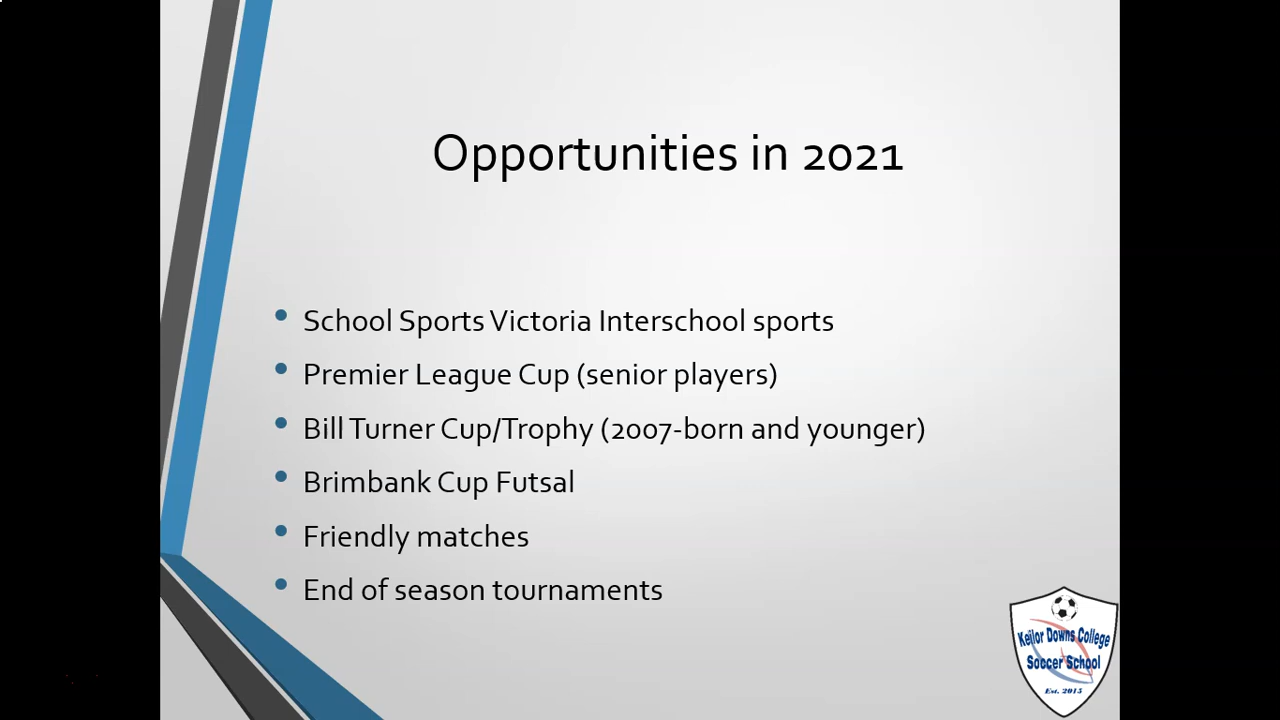 Opportunities in 2021
School Sports Victoria Interschool sports
Premier League Cup (senior players)
Bill Turner Cup/Trophy (2007-born and younger)
Brimbank Cup Futsal
Friendly matches
End of season tournaments
Keilor Downs College
Soccer School
Est. 2015